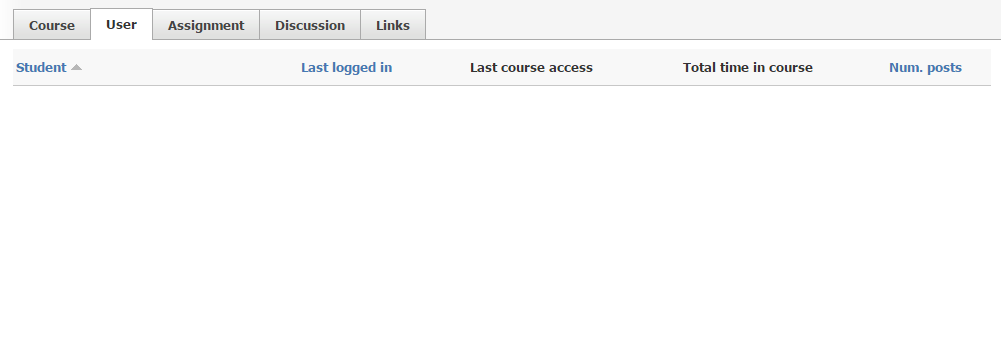 Course User Assignment Discussion Links
Student Last logged in Last course access Total time in course Num. posts